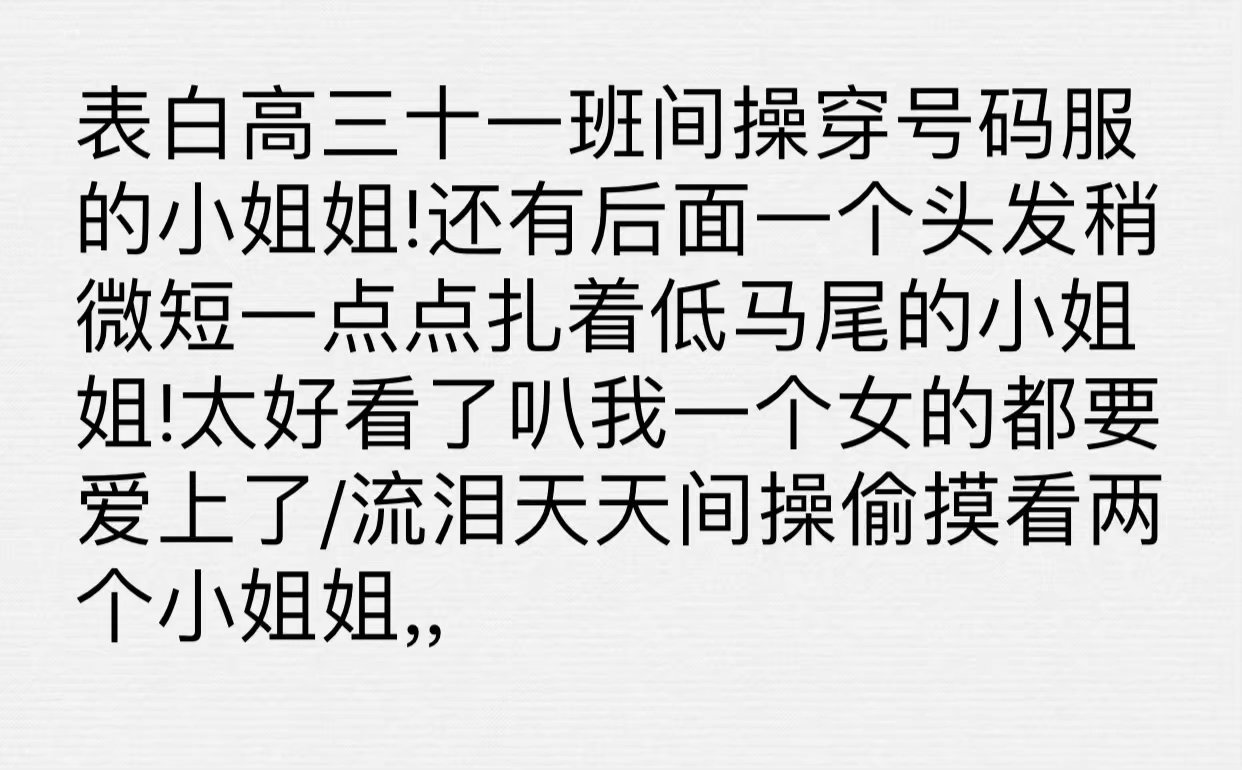 表白高三十一班间操穿号码服
的小姐姐!还有后面一个头发稍
微短一点点扎着低马尾的小姐
姐!太好看了叭我一个女的都要
爱上了/流泪天天间操偷摸看两
个小姐姐,,